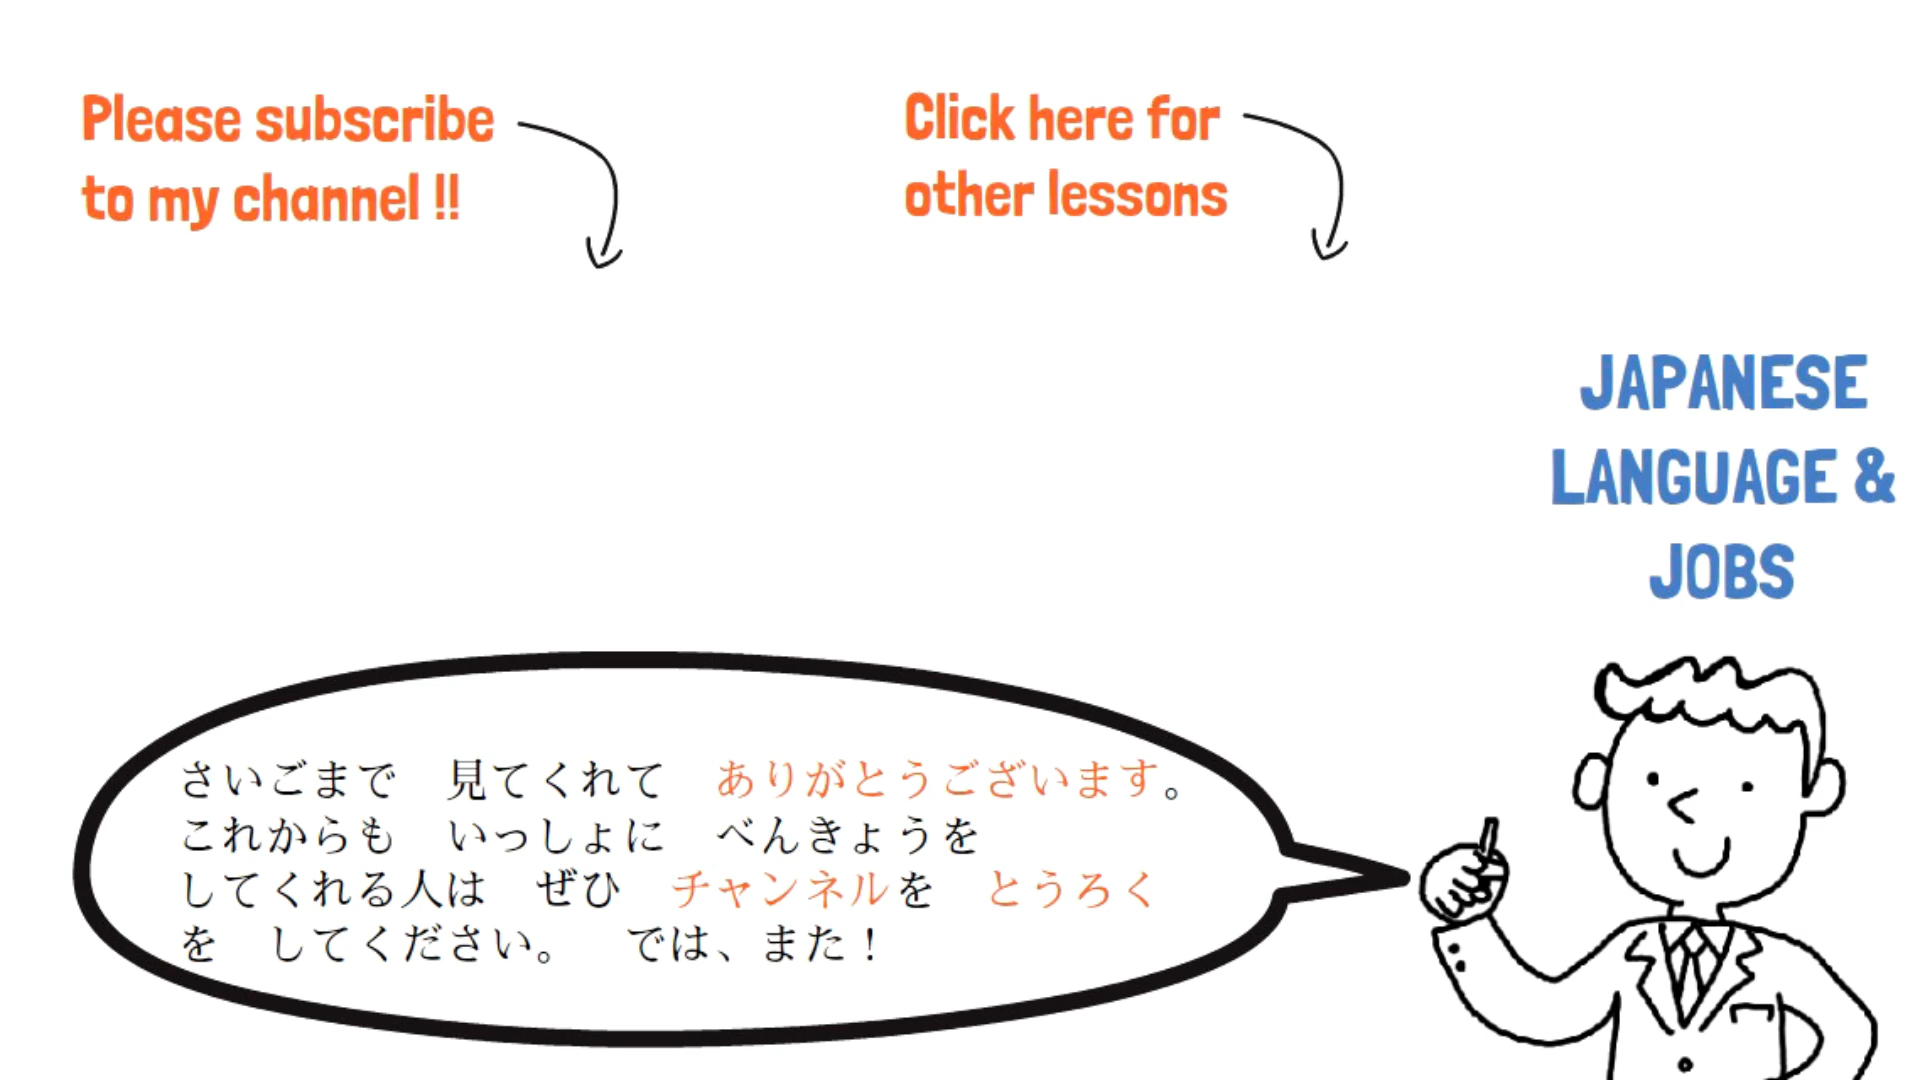 Please subscribe
to my channel !!
Click here for
other lessons
JAPANESE
LANGUAGE &
JOBS
さいごまで　見てくれて　ありがとうございます。
これからも　いっしょに　べんきょうを
してくれる人は　ぜひ　チャンネルを　とうろく
を　してください。　では、また！